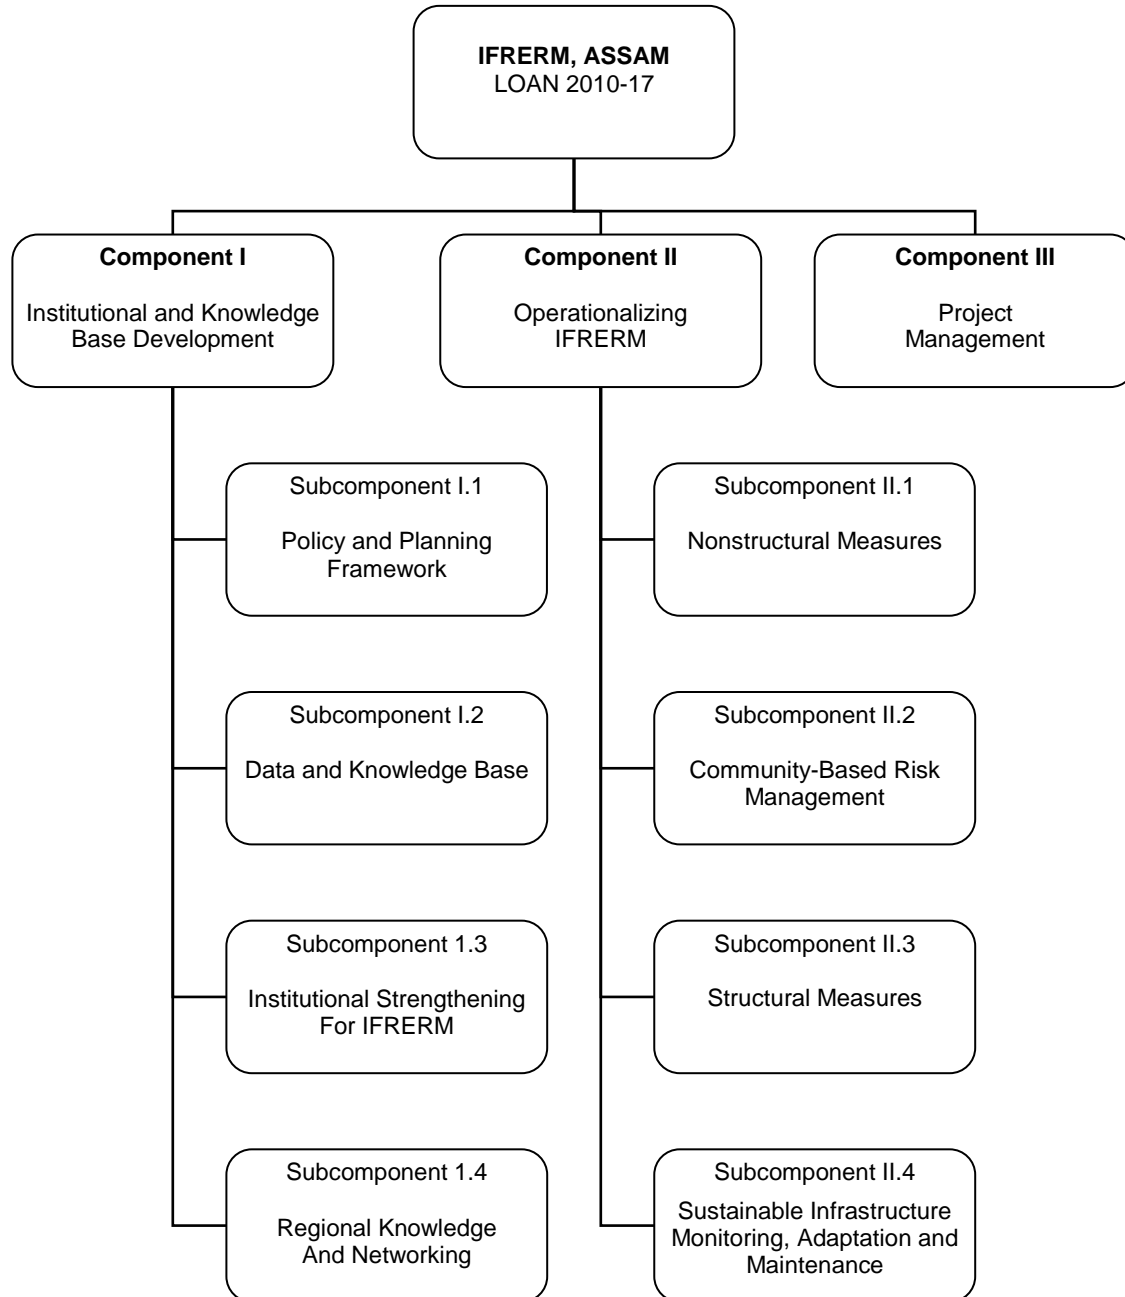 IFRERM, ASSAM
LOAN 2010-17
Component I
Institutional and Knowledge
Base Development
Component II
Operationalizing
IFRERM
Component III
Project
Management
Subcomponent I.1
Policy and Planning
Framework
Subcomponent II.1
Nonstructural Measures
Subcomponent I.2
Data and Knowledge Base
Subcomponent II.2
Community-Based Risk
Management
Subcomponent 1.3
Institutional Strengthening
For IFRERM
Subcomponent II.3
Structural Measures
Subcomponent 1.4
Regional Knowledge
And Networking
Subcomponent II.4
Sustainable Infrastructure
Monitoring, Adaptation and
Maintenance